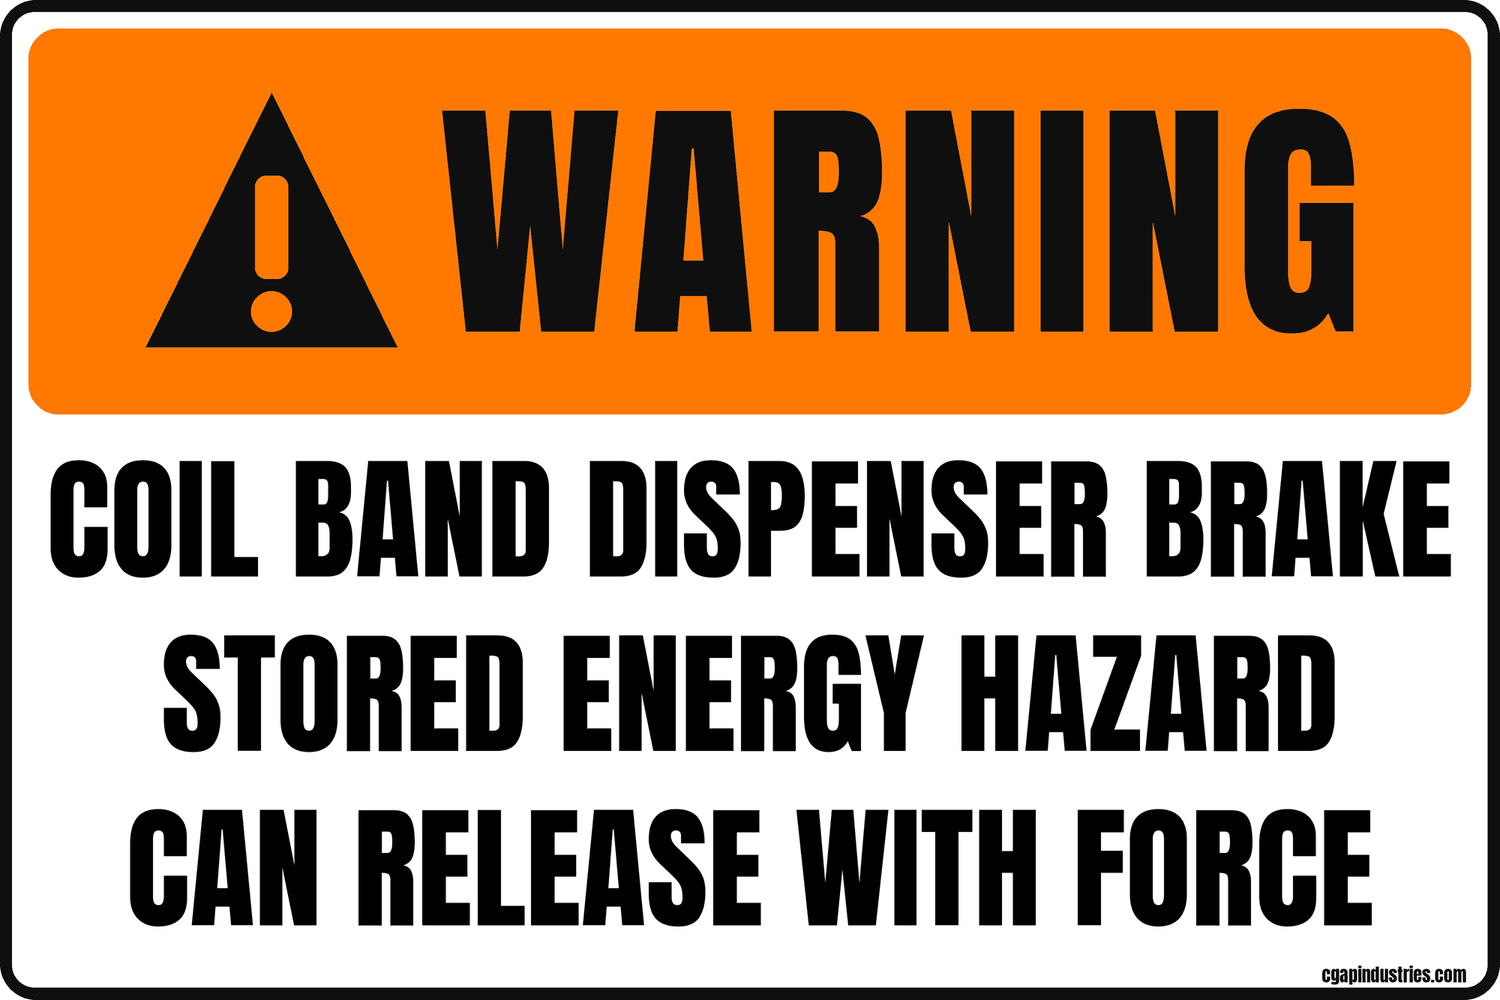 WARNING
COIL BAND DISPENSER BRAKE
STORED ENERGY HAZARD
CAN RELEASE WITH FORCE
cgapindustries.com